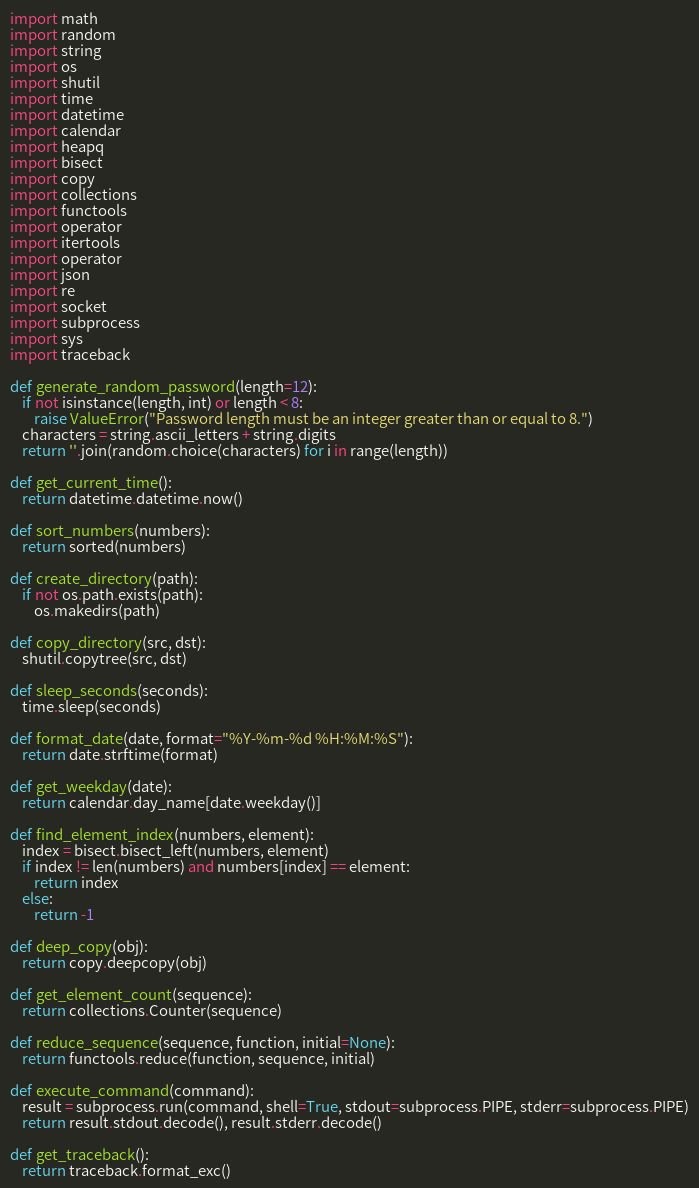 import math
import random
import string
import os
import shutil
import time
import datetime
import calendar
import heapq
import bisect
import copy
import collections
import functools
import operator
import itertools
import operator
import json
import re
import socket
import subprocess
import sys
import traceback

def generate_random_password(length=12):
    if not isinstance(length, int) or length < 8:
        raise ValueError("Password length must be an integer greater than or equal to 8.")
    characters = string.ascii_letters + string.digits
    return ''.join(random.choice(characters) for i in range(length))

def get_current_time():
    return datetime.datetime.now()

def sort_numbers(numbers):
    return sorted(numbers)

def create_directory(path):
    if not os.path.exists(path):
        os.makedirs(path)

def copy_directory(src, dst):
    shutil.copytree(src, dst)

def sleep_seconds(seconds):
    time.sleep(seconds)

def format_date(date, format="%Y-%m-%d %H:%M:%S"):
    return date.strftime(format)

def get_weekday(date):
    return calendar.day_name[date.weekday()]

def find_element_index(numbers, element):
    index = bisect.bisect_left(numbers, element)
    if index != len(numbers) and numbers[index] == element:
        return index
    else:
        return -1

def deep_copy(obj):
    return copy.deepcopy(obj)

def get_element_count(sequence):
    return collections.Counter(sequence)

def reduce_sequence(sequence, function, initial=None):
    return functools.reduce(function, sequence, initial)

def execute_command(command):
    result = subprocess.run(command, shell=True, stdout=subprocess.PIPE, stderr=subprocess.PIPE)
    return result.stdout.decode(), result.stderr.decode()

def get_traceback():
    return traceback.format_exc()